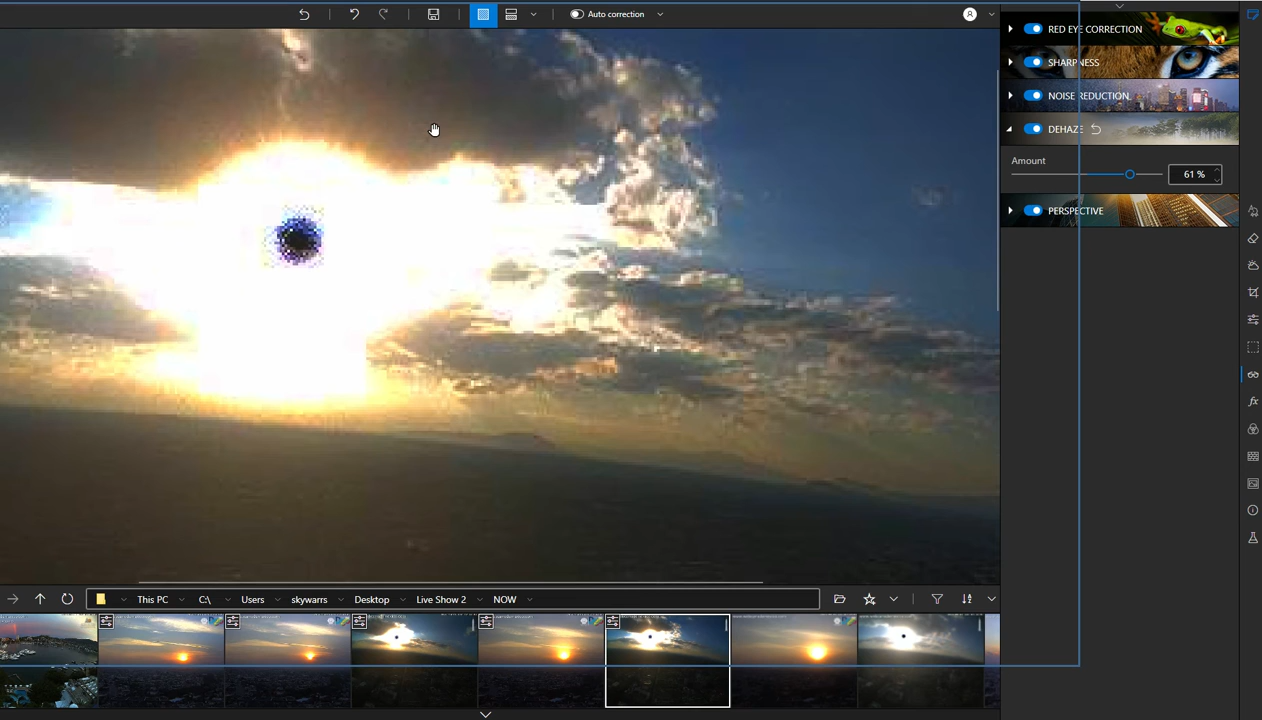 Auto correction
RED EYE CORRECTION
SHARPNESS
NOISE REDUCTION
DEHAZE
Amount
61 %
PERSPECTIVE
This PC C:\ Users skywarrs Desktop Live Show 2 NOW